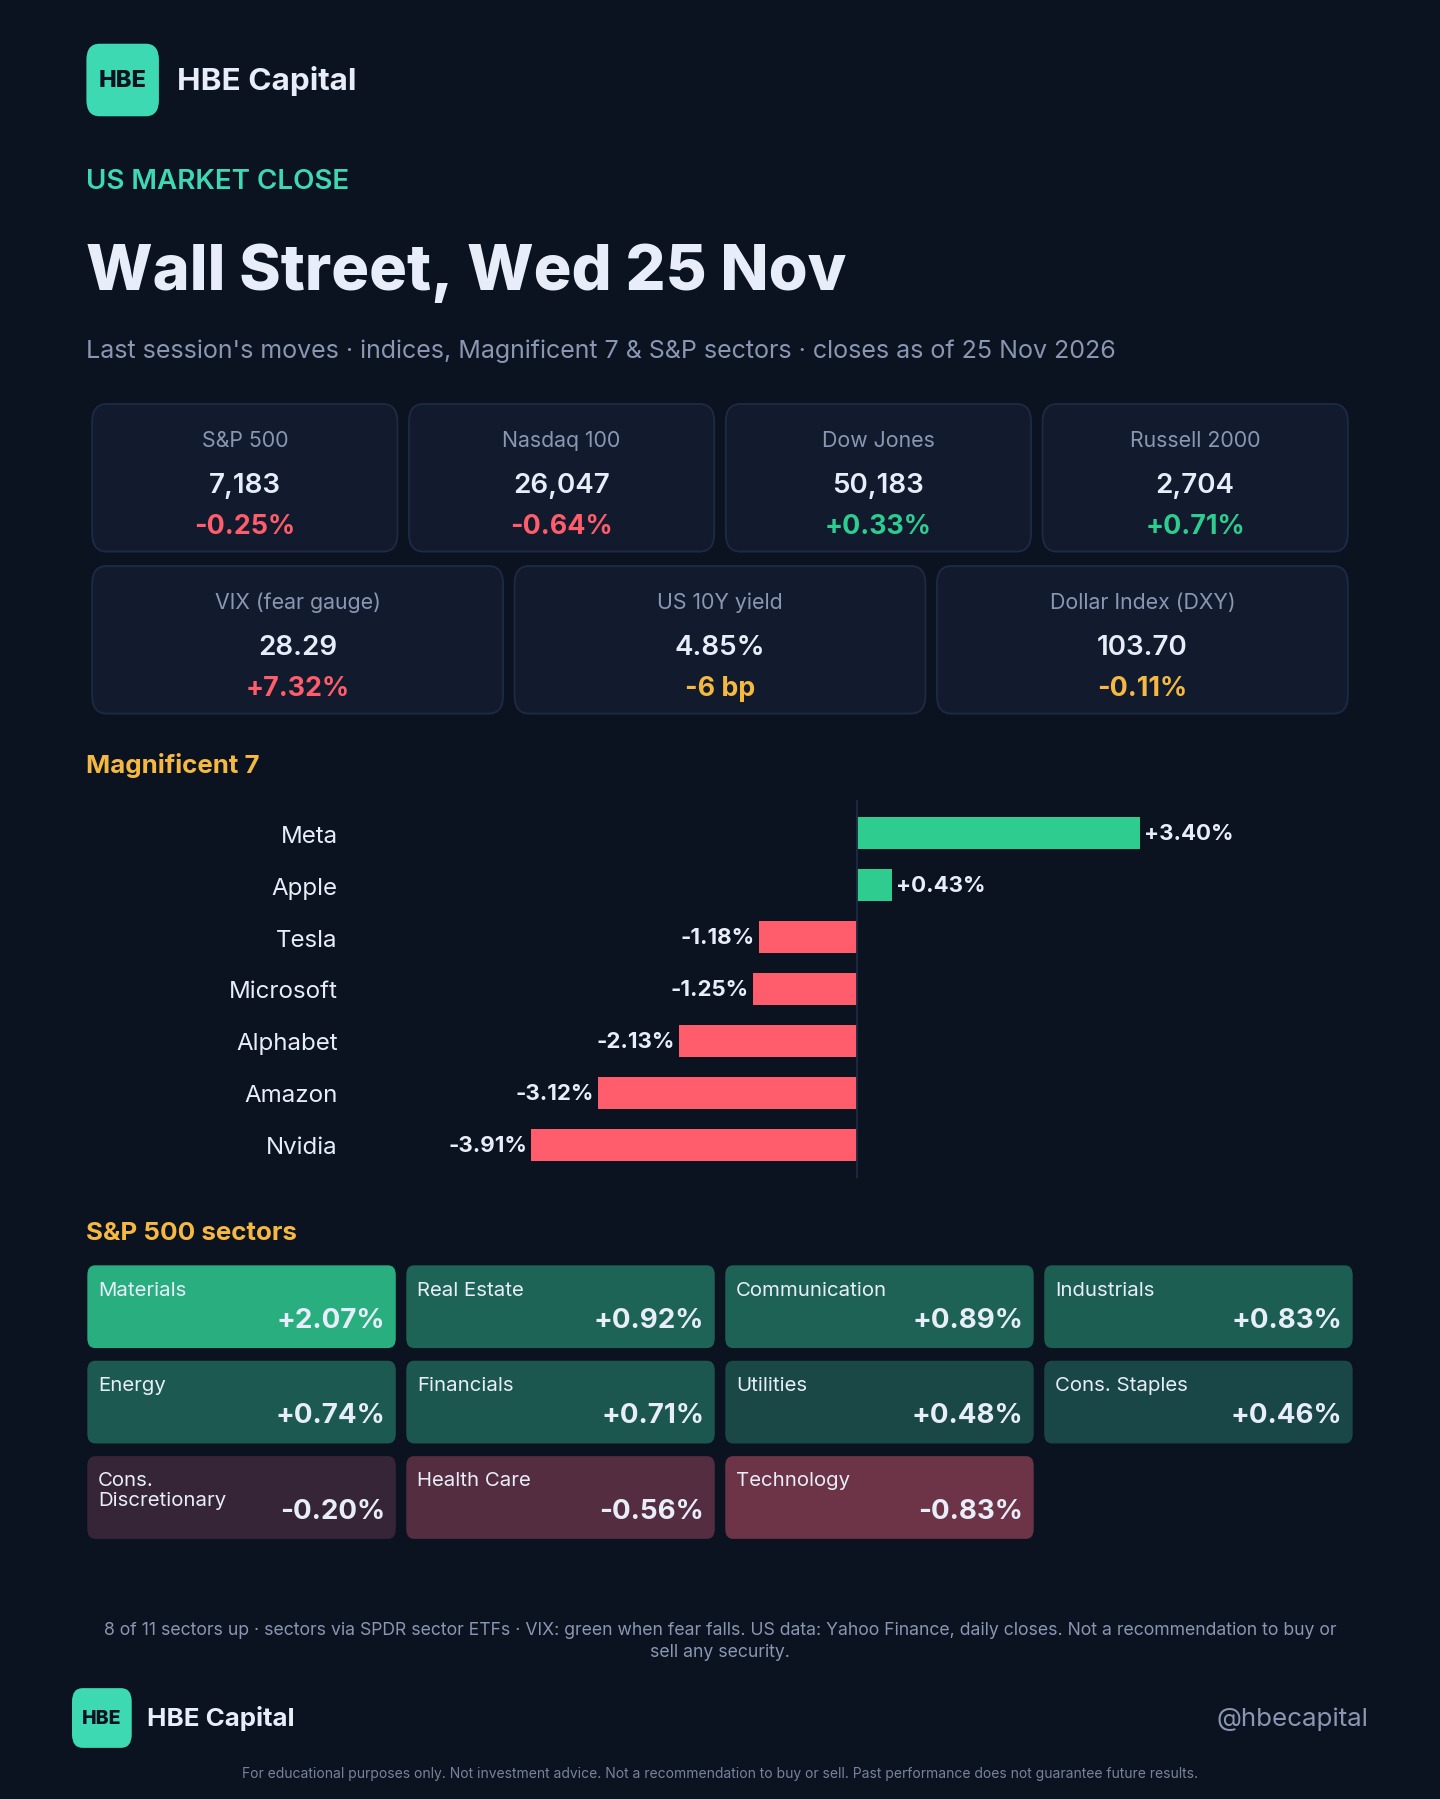 HBE
HBE Capital
US MARKET CLOSE
Wall Street, Wed 25 Nov
Last session's moves · indices, Magnificent 7 & S&P sectors · closes as of 25 Nov 2026
S&P 500
7,183
-0.25%
Nasdaq 100
26,047
-0.64%
Dow Jones
50,183
+0.33%
Russell 2000
2,704
+0.71%
VIX (fear gauge)
28.29
+7.32%
US 10Y yield
4.85%
-6 bp
Dollar Index (DXY)
103.70
-0.11%
Magnificent 7
Meta +3.40%
Apple +0.43%
Tesla -1.18%
Microsoft -1.25%
Alphabet -2.13%
Amazon -3.12%
Nvidia -3.91%
S&P 500 sectors
Materials
+2.07%
Real Estate
+0.92%
Communication
+0.89%
Industrials
+0.83%
Energy
+0.74%
Financials
+0.71%
Utilities
+0.48%
Cons. Staples
+0.46%
Cons.
Discretionary
-0.20%
Health Care
-0.56%
Technology
-0.83%
8 of 11 sectors up · sectors via SPDR sector ETFs · VIX: green when fear falls. US data: Yahoo Finance, daily closes. Not a recommendation to buy or
sell any security.
HBE
HBE Capital
@hbecapital
For educational purposes only. Not investment advice. Not a recommendation to buy or sell. Past performance does not guarantee future results.